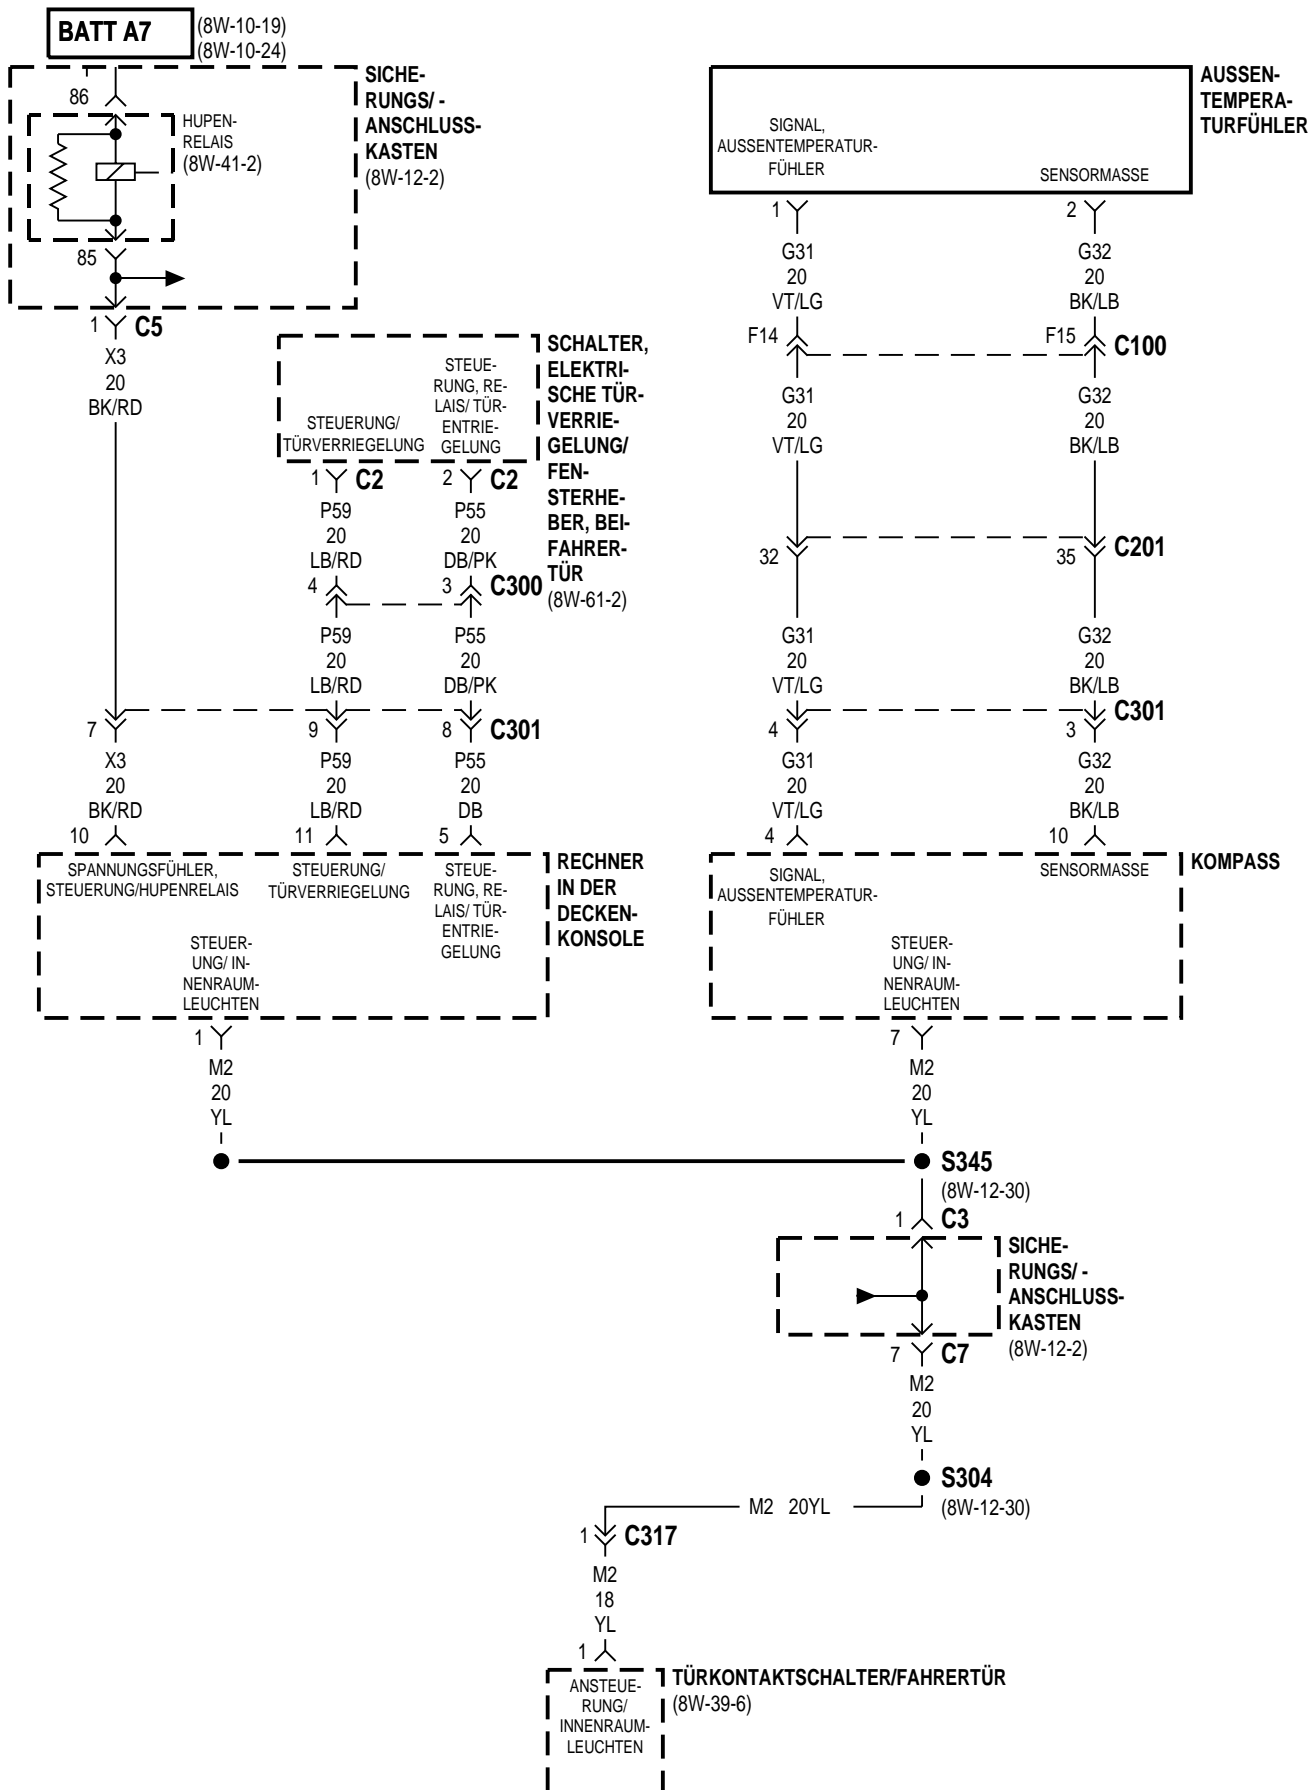 BATT A7
(8W-10-19)
(8W-10-24)
86
HUPEN-
RELAIS
(8W-41-2)
85
SICHE-
RUNGS/ -
ANSCHLUSS-
KASTEN
(8W-12-2)
1
C5
X3
20
BK/RD
STEUERUNG/
TÜRVERRIEGELUNG
STEUE-
RUNG, RE-
LAIS/ TÜR-
ENTRIE-
GELUNG
SCHALTER,
ELEKTRI-
SCHE TÜR-
VERRIE-
GELUNG/
FEN-
STERHE-
BER, BEI-
FAHRER-
TÜR
(8W-61-2)
1 C2
2 C2
P59
20
LB/RD
P55
20
DB/PK
4
3
C300
P59
20
LB/RD
P55
20
DB/PK
7
9
8
C301
X3
20
BK/RD
P59
20
LB/RD
P55
20
DB
10
11
5
SPANNUNGSFÜHLER,
STEUERUNG/HUPENRELAIS
STEUERUNG/
TÜRVERRIEGELUNG
STEUE-
RUNG, RE-
LAIS/ TÜR-
ENTRIE-
GELUNG
STEUER-
UNG/ IN-
NENRAUM-
LEUCHTEN
RECHNER
IN DER
DECKEN-
KONSOLE
1
M2
20
YL
AUSSEN-
TEMPERA-
TURFÜHLER
SIGNAL,
AUSSENTEMPERATUR-
FÜHLER
SENSORMASSE
1
2
G31
20
VT/LG
G32
20
BK/LB
F14
F15
C100
G31
20
VT/LG
G32
20
BK/LB
32
35
C201
G31
20
VT/LG
G32
20
BK/LB
4
3
C301
G31
20
VT/LG
G32
20
BK/LB
4
10
SIGNAL,
AUSSENTEMPERATUR-
FÜHLER
SENSORMASSE
STEUER-
UNG/ IN-
NENRAUM-
LEUCHTEN
KOMPASS
7
M2
20
YL
S345
(8W-12-30)
1
C3
SICHE-
RUNGS/ -
ANSCHLUSS-
KASTEN
(8W-12-2)
7
C7
M2
20
YL
S304
(8W-12-30)
M2 20YL
1
C317
M2
18
YL
1
ANSTEUE-
RUNG/
INNENRAUM-
LEUCHTEN
TÜRKONTAKTSCHALTER/FAHRERTÜR
(8W-39-6)